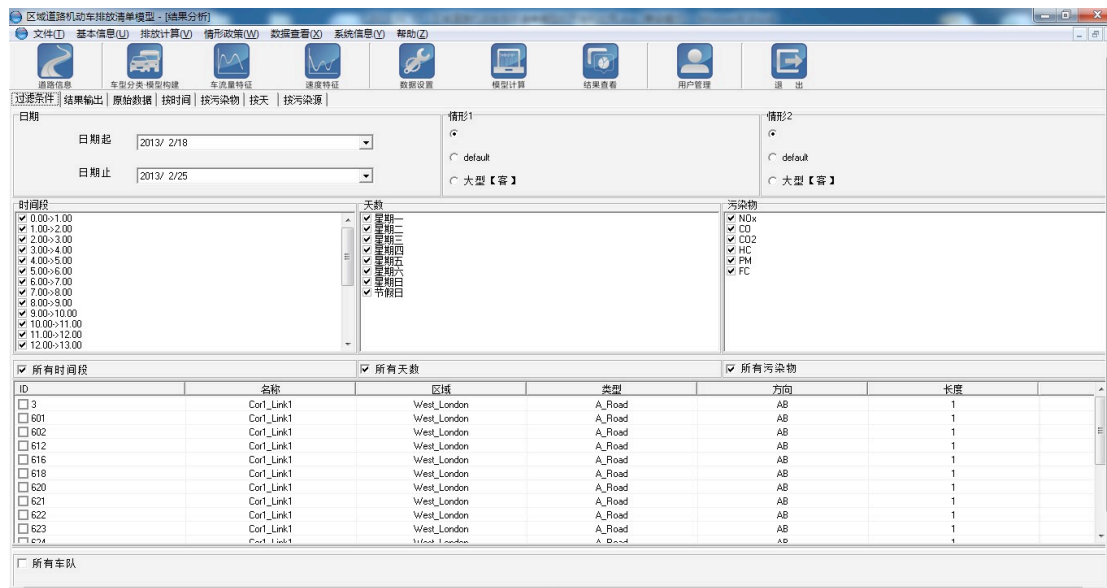 区域道路机动车排放清单模型 - [结果分析]
文件(T) 基本信息(U) 排放计算(V) 情形政策(W) 数据查看(X) 系统信息(Y) 帮助(Z)
道路信息 车型分类·模型构建 车流量特征 速度特征 数据设置 模型计算 结果查看 用户管理 退 出
过滤条件 结果输出 原始数据 按时间 按污染物 按天 按污染源
日期 情形1 情形2
日期起 2013/ 2/18
default default
日期止 2013/ 2/25 大型【客】 大型【客】
时间段 天数 污染物
0.00->1.00 星期一 NOx
1.00->2.00 星期二 CO
2.00->3.00 星期三 CO2
3.00->4.00 星期四 HC
4.00->5.00 星期五 PM
5.00->6.00 星期六 FC
6.00->7.00 星期日
7.00->8.00 节假日
8.00->9.00
9.00->10.00
10.00->11.00
11.00->12.00
12.00->13.00
所有时间段 所有天数 所有污染物
ID 名称 区域 类型 方向 长度
3 Cor1_Link1 West_London A_Road AB 1
601 Cor1_Link1 West_London A_Road AB 1
602 Cor1_Link1 West_London A_Road AB 1
612 Cor1_Link1 West_London A_Road AB 1
616 Cor1_Link1 West_London A_Road AB 1
618 Cor1_Link1 West_London A_Road AB 1
620 Cor1_Link1 West_London A_Road AB 1
621 Cor1_Link1 West_London A_Road AB 1
622 Cor1_Link1 West_London A_Road AB 1
623 Cor1_Link1 West_London A_Road AB 1
624 Cor1_Link1 West_London A_Road AB 1
所有车队